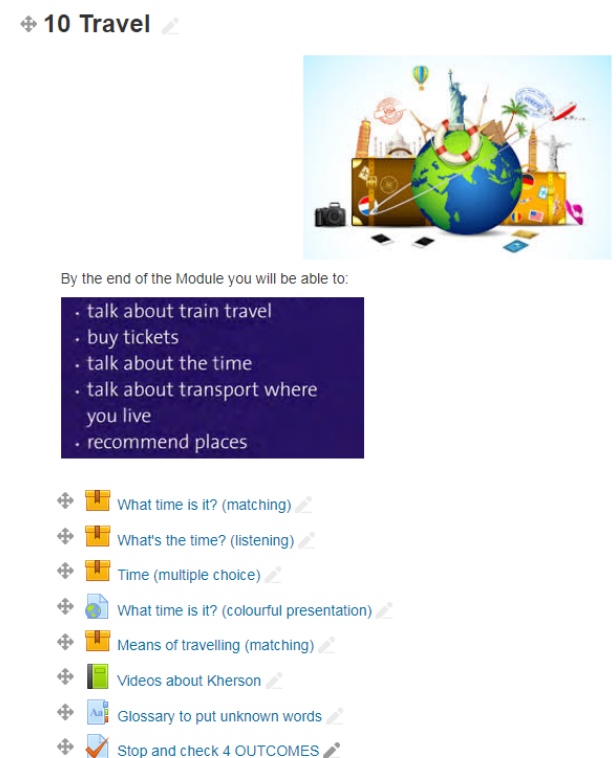 10 Travel
By the end of the Module you will be able to:
· talk about train travel
· buy tickets
· talk about the time
· talk about transport where
you live
· recommend places
What time is it? (matching)
What's the time? (listening)
Time (multiple choice)
What time is it? (colourful presentation)
Means of travelling (matching)
Videos about Kherson
Aa
Glossary to put unknown words
Stop and check 4 OUTCOMES